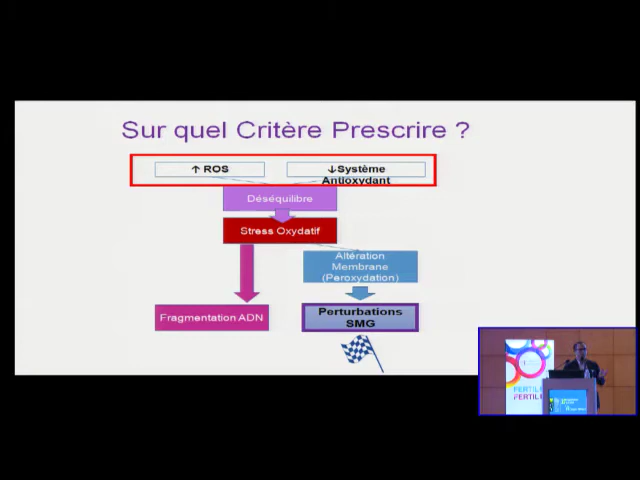 Sur quel Critère Prescrire ?
↑ ROS
↓Système
Antioxydant
Déséquilibre
Stress Oxydatif
Altération
Membrane
(Peroxydation)
Fragmentation ADN
Perturbations
SMG
FERTIL
FERTIL